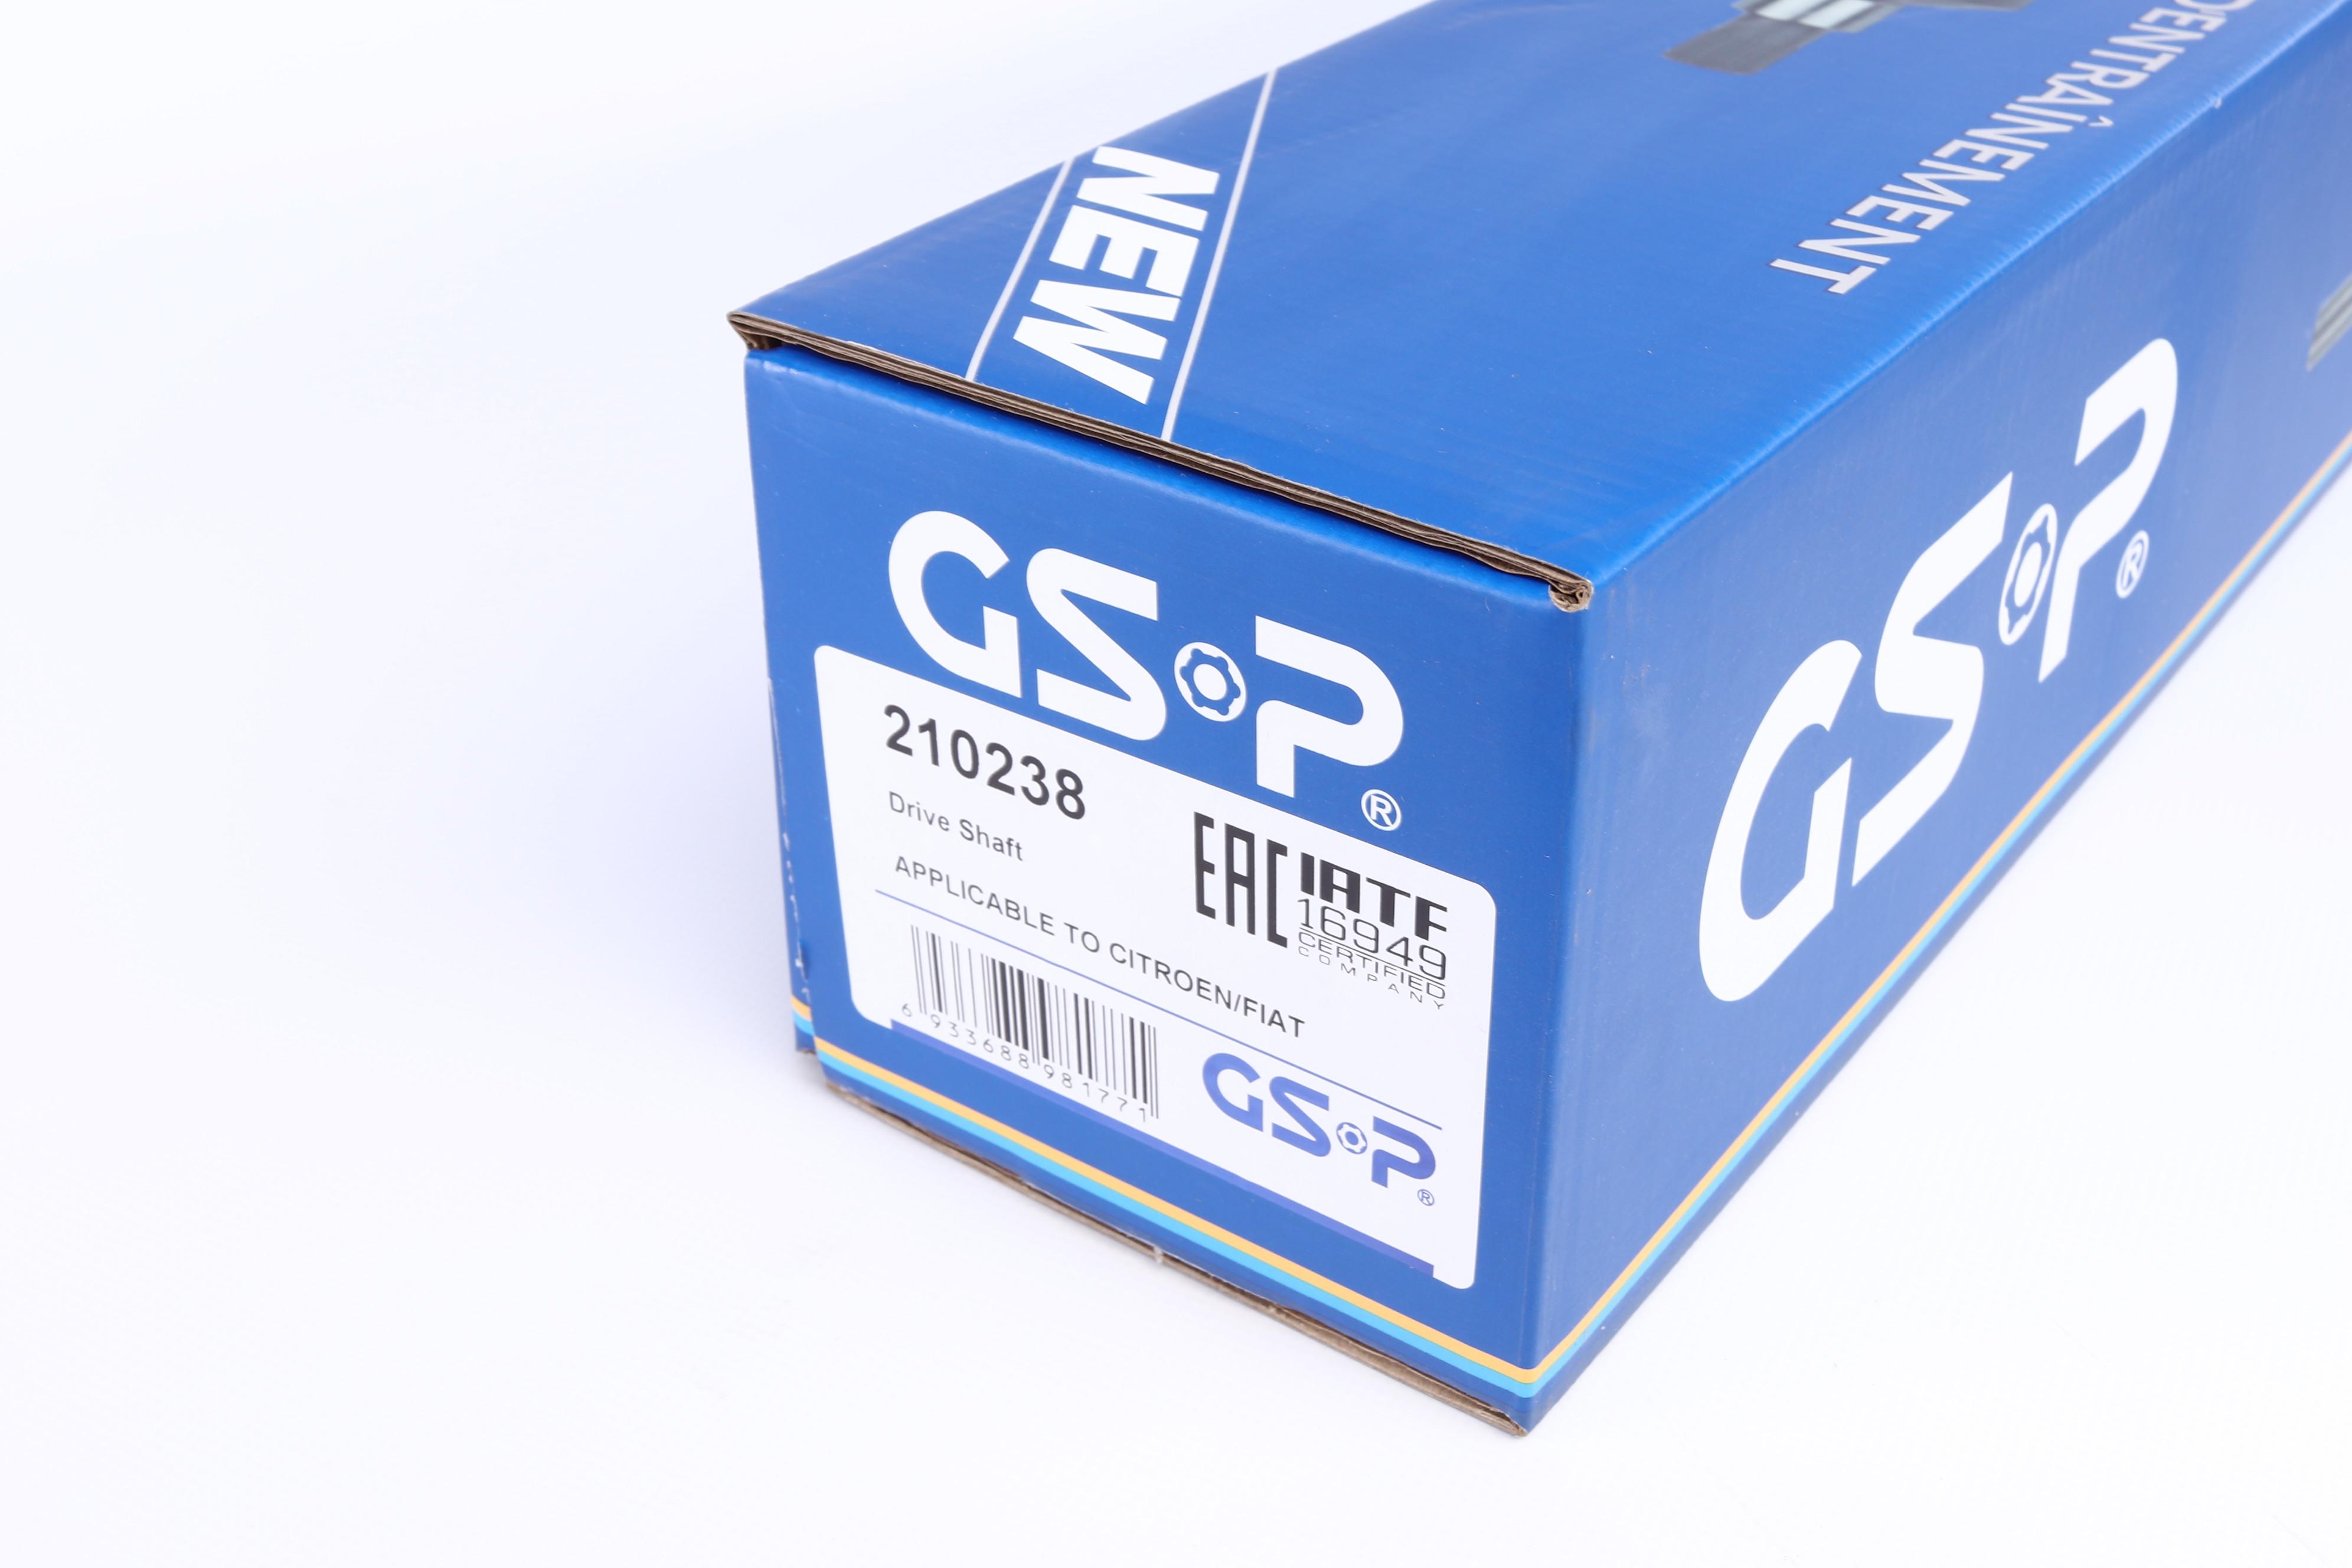 D'ENTRAÎNEMENT
NEW
GSP®
210238
Drive Shaft
APPLICABLE TO CITROEN/FIAT
EAC
IATF
16949
CERTIFIED
COMPANY
6 933688 981771
GSP®
GSP®